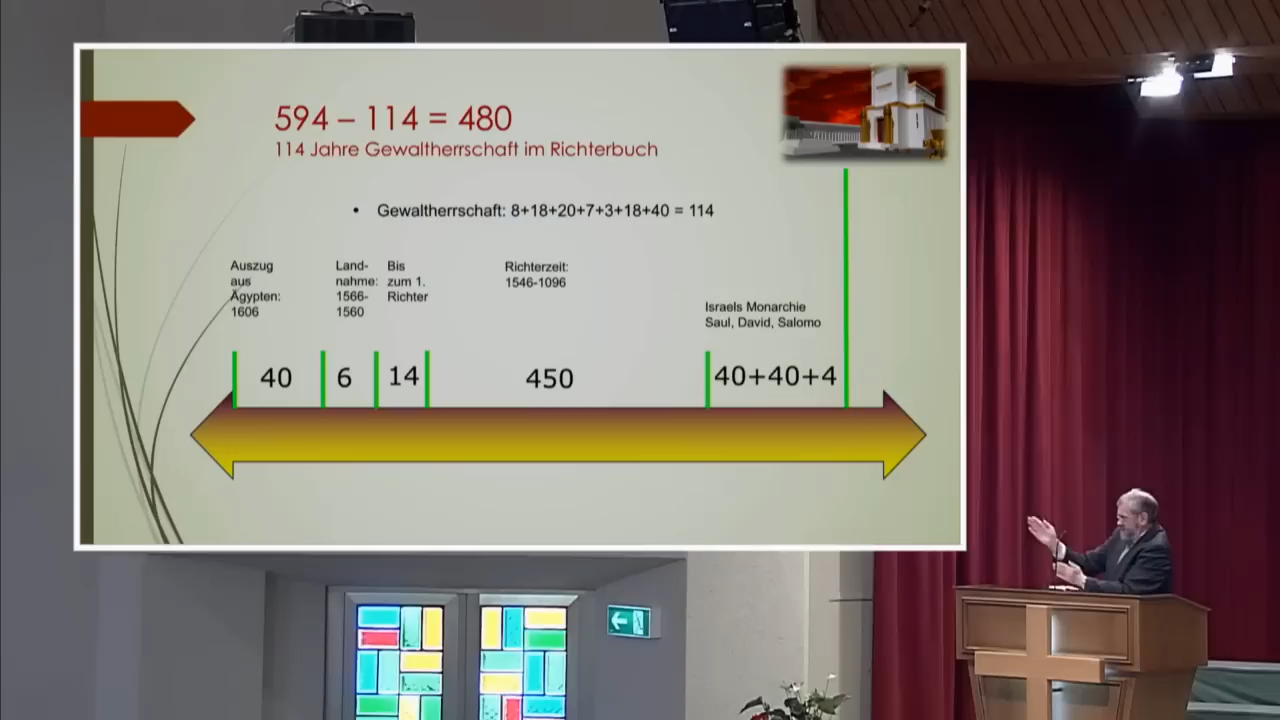 594 – 114 = 480
114 Jahre Gewaltherrschaft im Richterbuch
• Gewaltherrschaft: 8+18+20+7+3+18+40 = 114
Auszug
aus
Ägypten:
1606
Land-
nahme:
1566-
1560
Bis
zum 1.
Richter
Richterzeit:
1546-1096
Israels Monarchie
Saul, David, Salomo
40
6
14
450
40+40+4